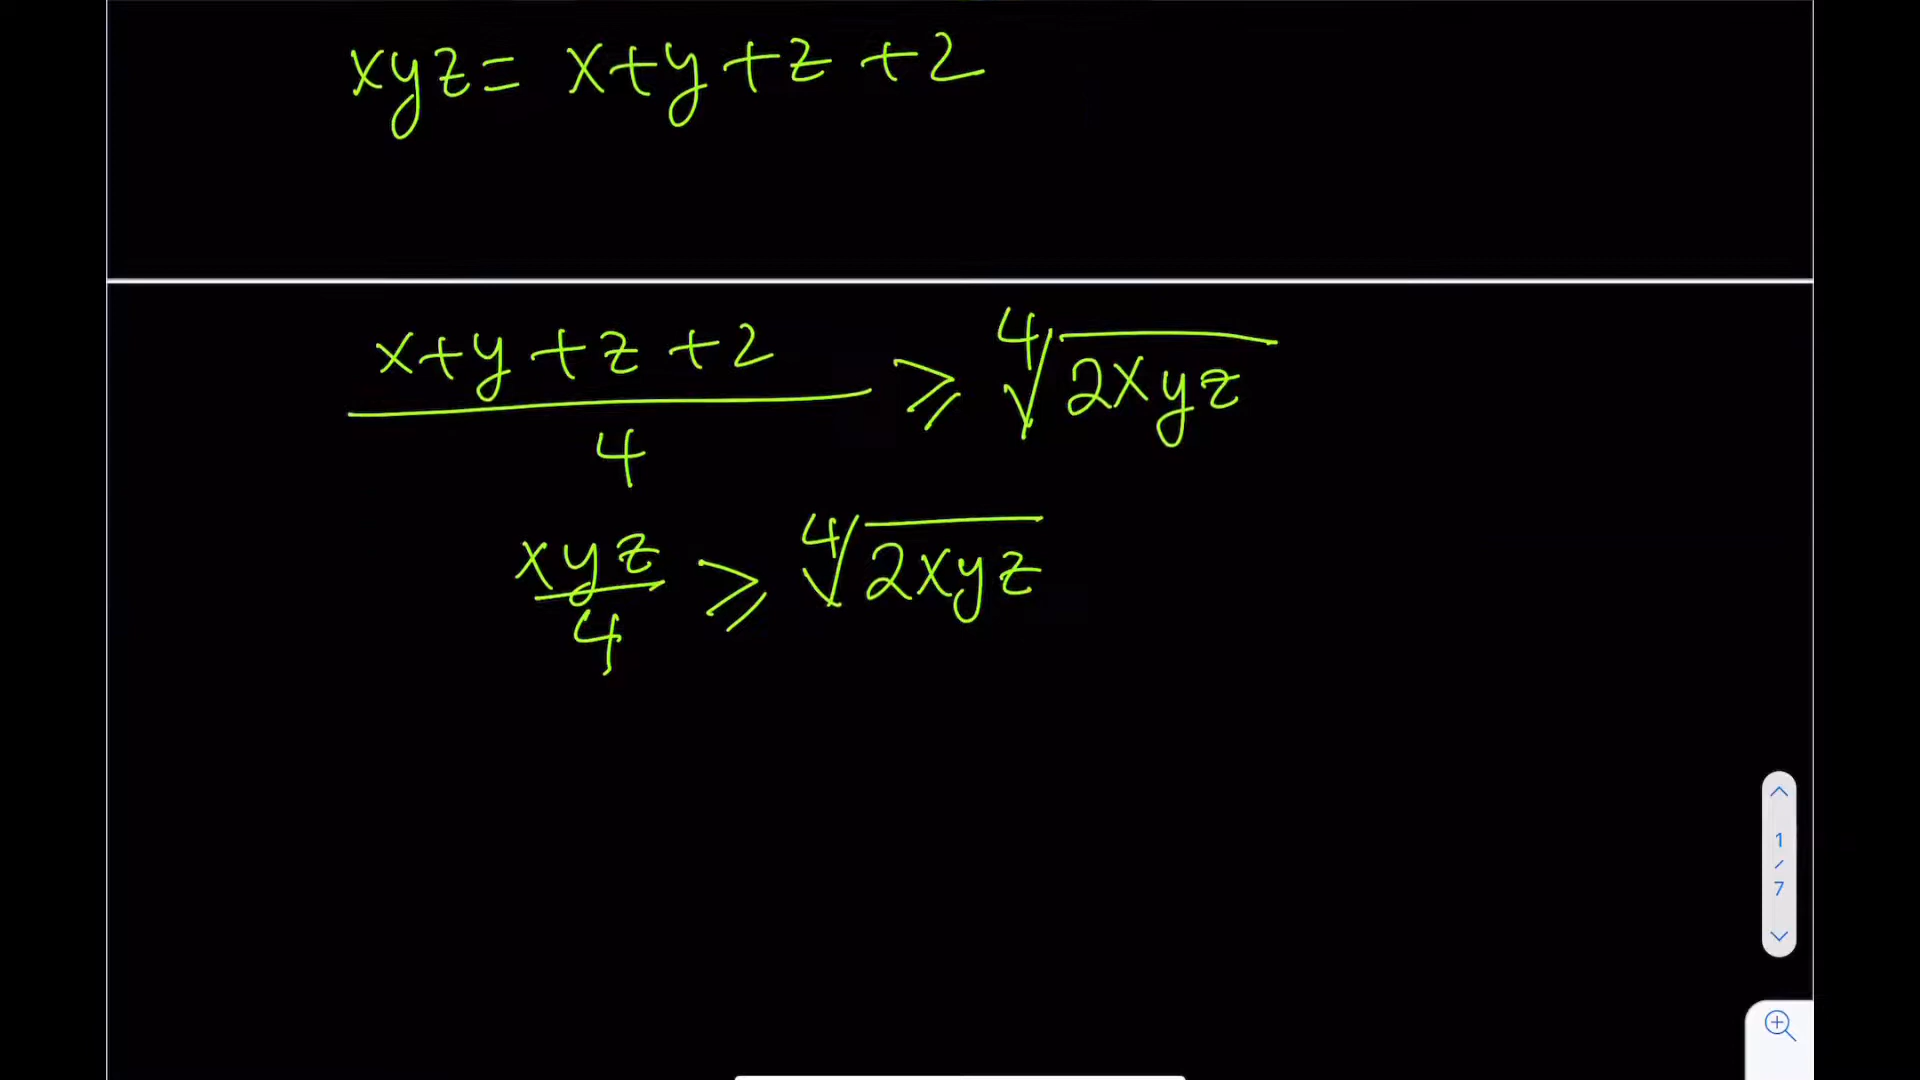 xyz = x+y+z+2
x+y+z+2/4 ⩾ ∜2xyz
xyz/4 ⩾ ∜2xyz
1
/
7